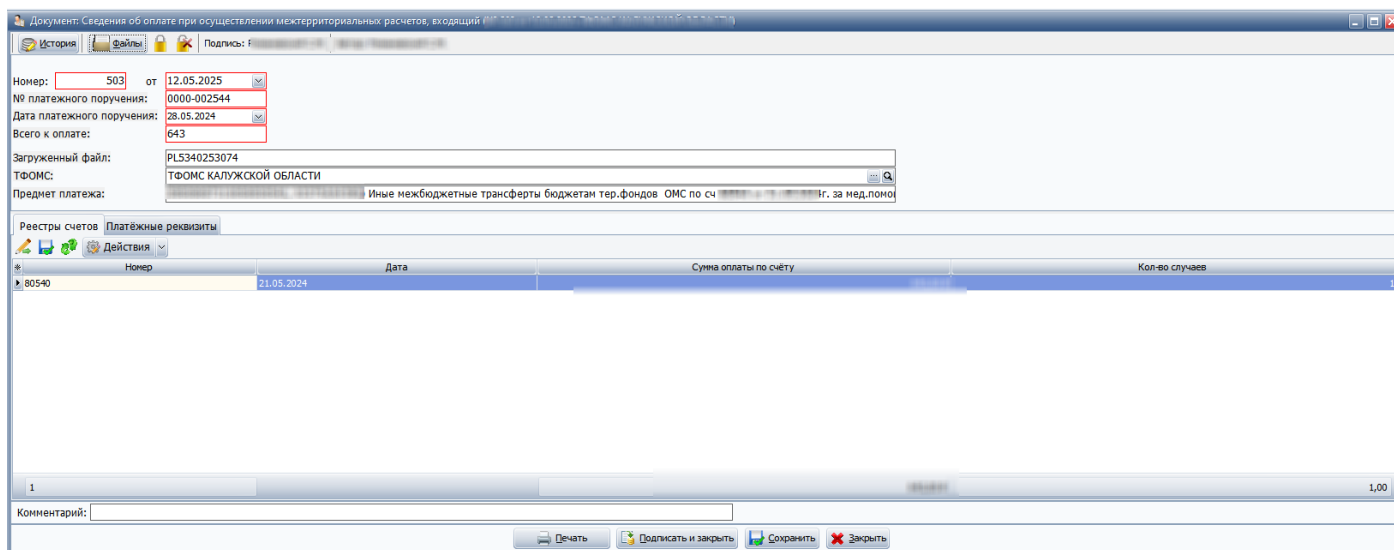 Документ: Сведения об оплате при осуществлении межтерриториальных расчетов, входящий (
История Файлы Подпись:
Номер: 503 от 12.05.2025
№ платежного поручения: 0000-002544
Дата платежного поручения: 28.05.2024
Всего к оплате: 643
Загруженный файл: PL5340253074
ТФОМС: ТФОМС КАЛУЖСКОЙ ОБЛАСТИ
Предмет платежа: Иные межбюджетные трансферты бюджетам тер.фондов ОМС по сч г. за мед.помо
Реестры счетов Платёжные реквизиты
Действия
Номер Дата Сумма оплаты по счёту Кол-во случаев
80540 21.05.2024 1
1 1,00
Комментарий:
Печать Подписать и закрыть Сохранить Закрыть